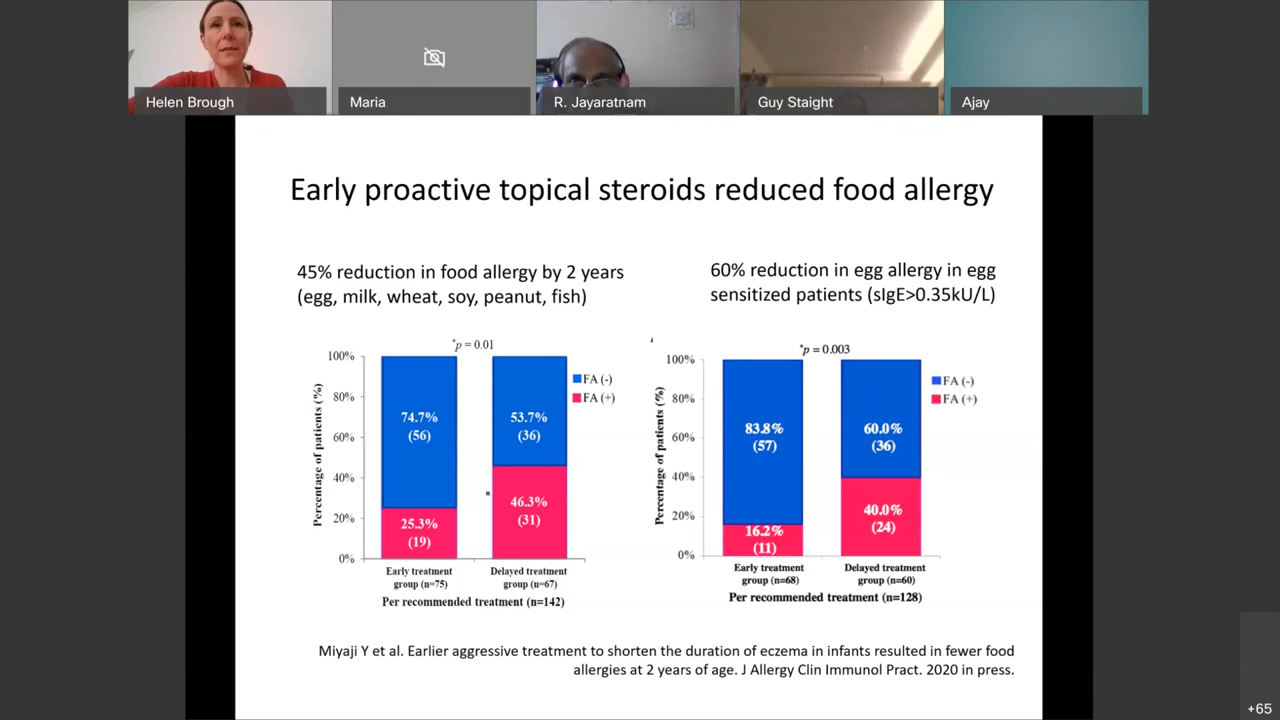 Helen Brough
Maria
R. Jayaratnam
Guy Staight
Ajay
Early proactive topical steroids reduced food allergy
45% reduction in food allergy by 2 years
(egg, milk, wheat, soy, peanut, fish)
60% reduction in egg allergy in egg
sensitized patients (sIgE>0.35kU/L)
*p = 0.01
100%
80%
60%
40%
20%
0%
Percentage of patients (%)
74.7%
(56)
25.3%
(19)
53.7%
(36)
46.3%
(31)
FA (-)
FA (+)
Early treatment
group (n=75)
Delayed treatment
group (n=67)
Per recommended treatment (n=142)
*p = 0.003
100%
80%
60%
40%
20%
0%
Percentage of patients (%)
83.8%
(57)
16.2%
(11)
60.0%
(36)
40.0%
(24)
FA (-)
FA (+)
Early treatment
group (n=68)
Delayed treatment
group (n=60)
Per recommended treatment (n=128)
Miyaji Y et al. Earlier aggressive treatment to shorten the duration of eczema in infants resulted in fewer food
allergies at 2 years of age. J Allergy Clin Immunol Pract. 2020 in press.
+65